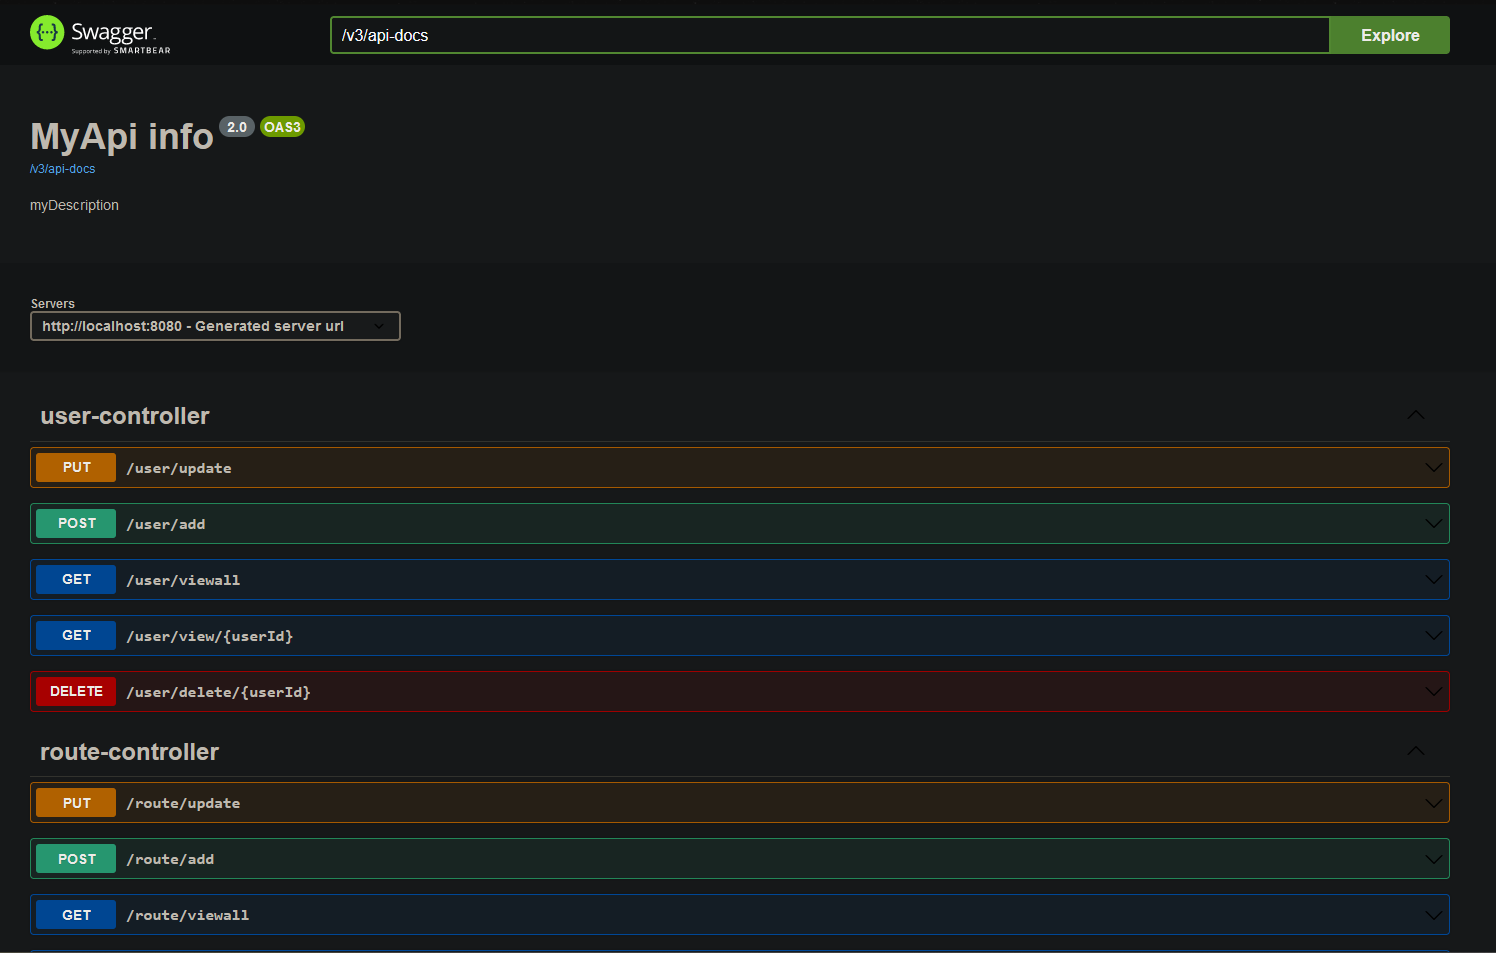 {···} Swagger.
Supported by SMARTBEAR
/v3/api-docs
Explore
MyApi info 2.0 OAS3
/v3/api-docs
myDescription
Servers
http://localhost:8080 - Generated server url
user-controller
PUT /user/update
POST /user/add
GET /user/viewall
GET /user/view/{userId}
DELETE /user/delete/{userId}
route-controller
PUT /route/update
POST /route/add
GET /route/viewall